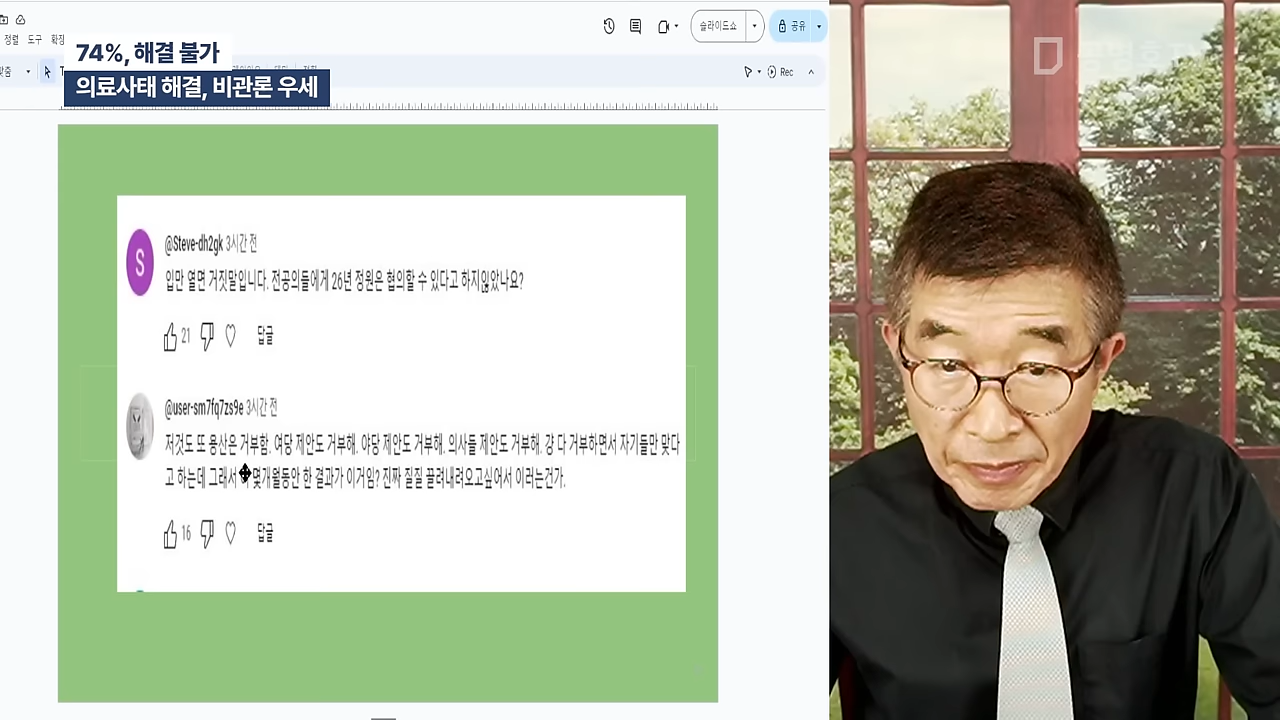 정렬 도구 확장
슬라이드쇼
공유
Rec
74%, 해결 불가
의료사태 해결, 비관론 우세
S
@Steve-dh2gk 3시간 전
입만 열면 거짓말입니다. 전공의들에게 26년 정원은 협의할 수 있다고 하지잃았나요?
21
답글
@user-sm7fq7zs9e 3시간 전
저것도 또 용산은 거부함. 여당 제안도 거부해. 야당 제안도 거부해. 의사들 제안도 거부해. 걍 다 거부하면서 자기들만 맞다
고 하는데 그래서 몇개월동안 한 결과가 이거임? 진짜 질질 끌려내려오고싶어서 이러는건가.
16
답글